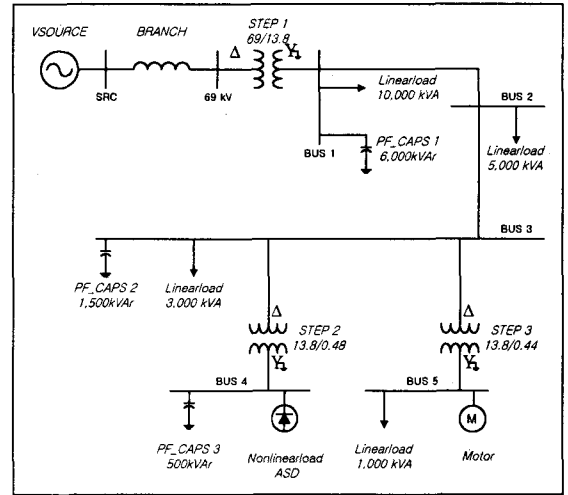 VSOURCE
BRANCH
STEP 1
69/13.8
Δ
Y
SRC
69 kV
Linearload
10,000 kVA
BUS 2
PF_CAPS 1
6,000kVAr
BUS 1
Linearload
5,000 kVA
BUS 3
PF_CAPS 2
1,500kVAr
Linearload
3,000 kVA
Δ
STEP 2
13.8/0.48
Y
Δ
STEP 3
13.8/0.44
Y
BUS 4
BUS 5
M
PF_CAPS 3
500kVAr
Nonlinearload
ASD
Linearload
1,000 kVA
Motor